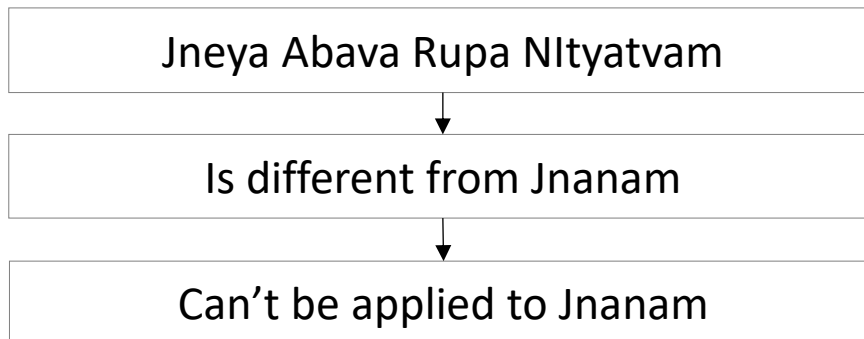 Jneya Abava Rupa NItyatvam
Is different from Jnanam
Can’t be applied to Jnanam